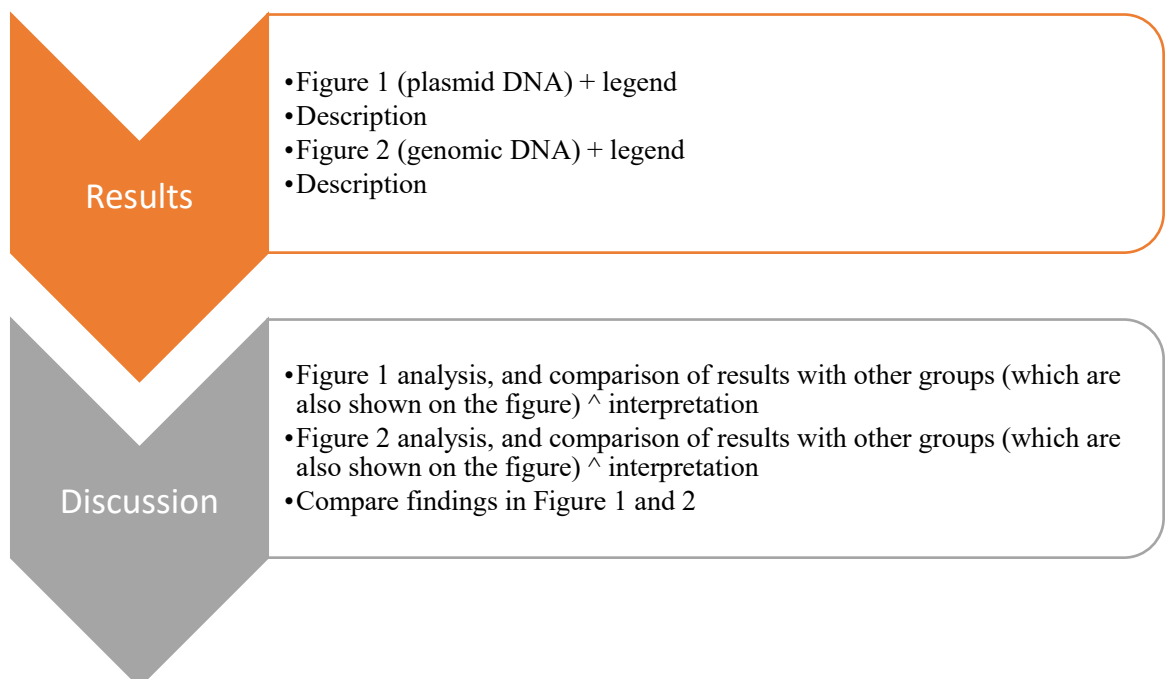 Results
•Figure 1 (plasmid DNA) + legend
•Description
•Figure 2 (genomic DNA) + legend
•Description
Discussion
•Figure 1 analysis, and comparison of results with other groups (which are
also shown on the figure) ^ interpretation
•Figure 2 analysis, and comparison of results with other groups (which are
also shown on the figure) ^ interpretation
•Compare findings in Figure 1 and 2